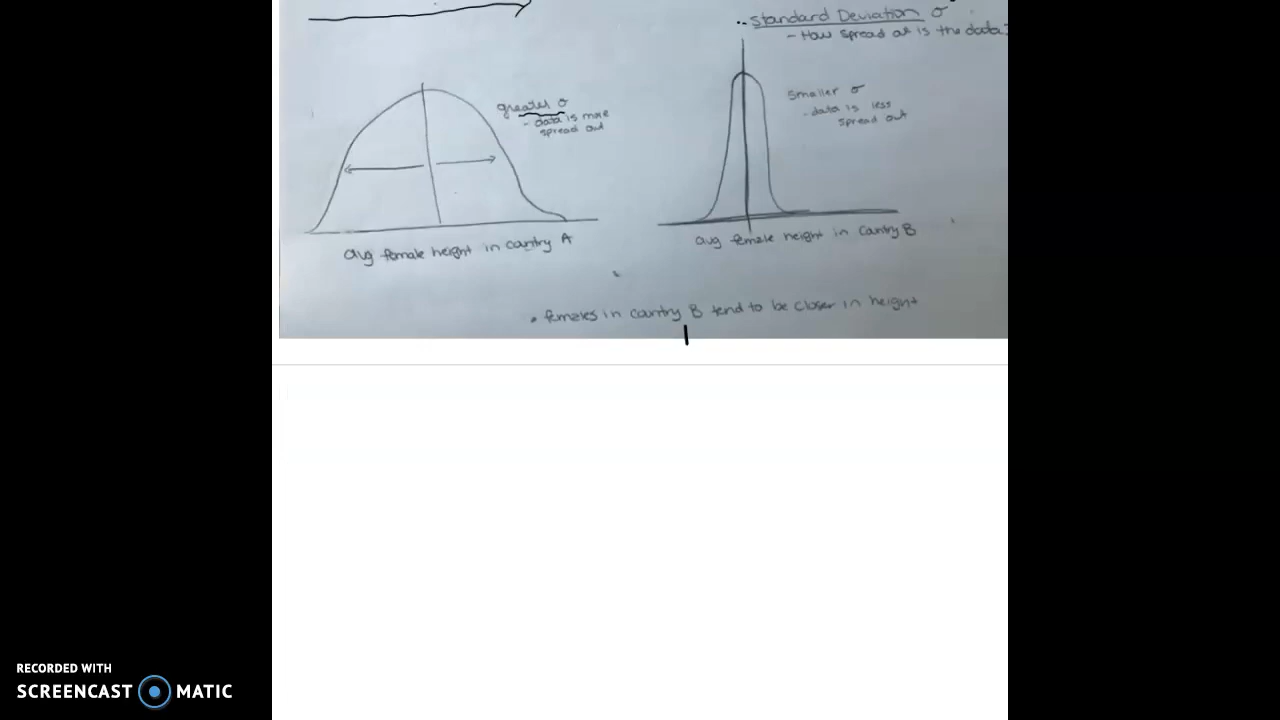 Standard Deviation σ
- How spread out is the data?
greater σ
- data is more
spread out
smaller σ
- data is less
spread out
avg female height in country A
avg female height in country B
• females in country B tend to be closer in height
RECORDED WITH
SCREENCAST MATIC